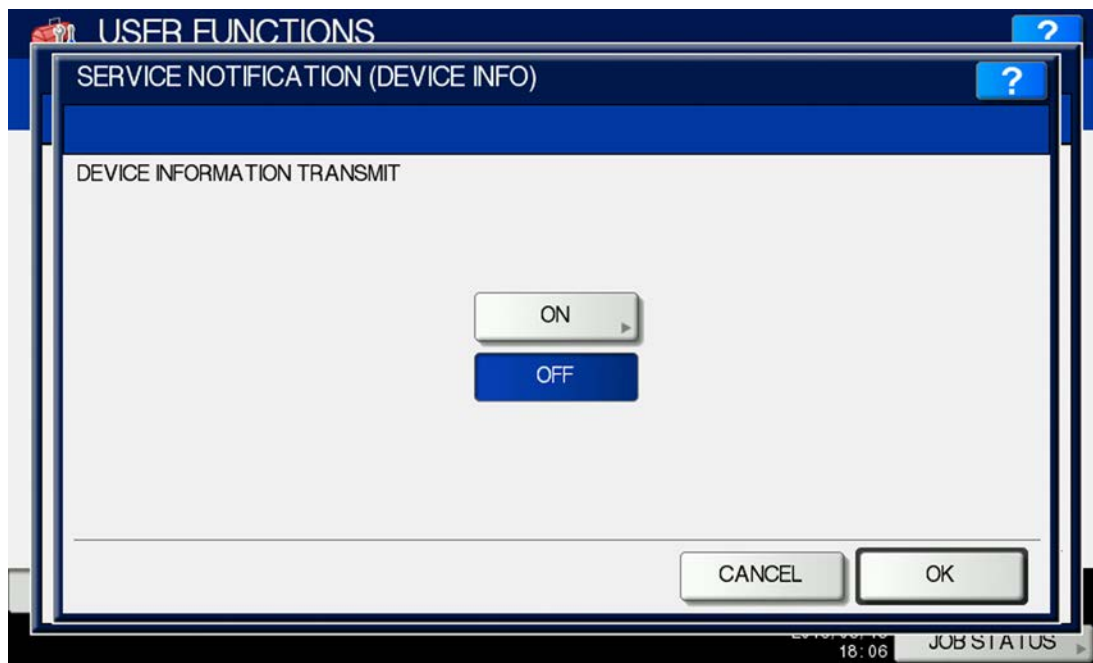 USER FUNCTIONS
?
SERVICE NOTIFICATION (DEVICE INFO)
?
DEVICE INFORMATION TRANSMIT
ON
OFF
CANCEL
OK
18:06
JOB STATUS